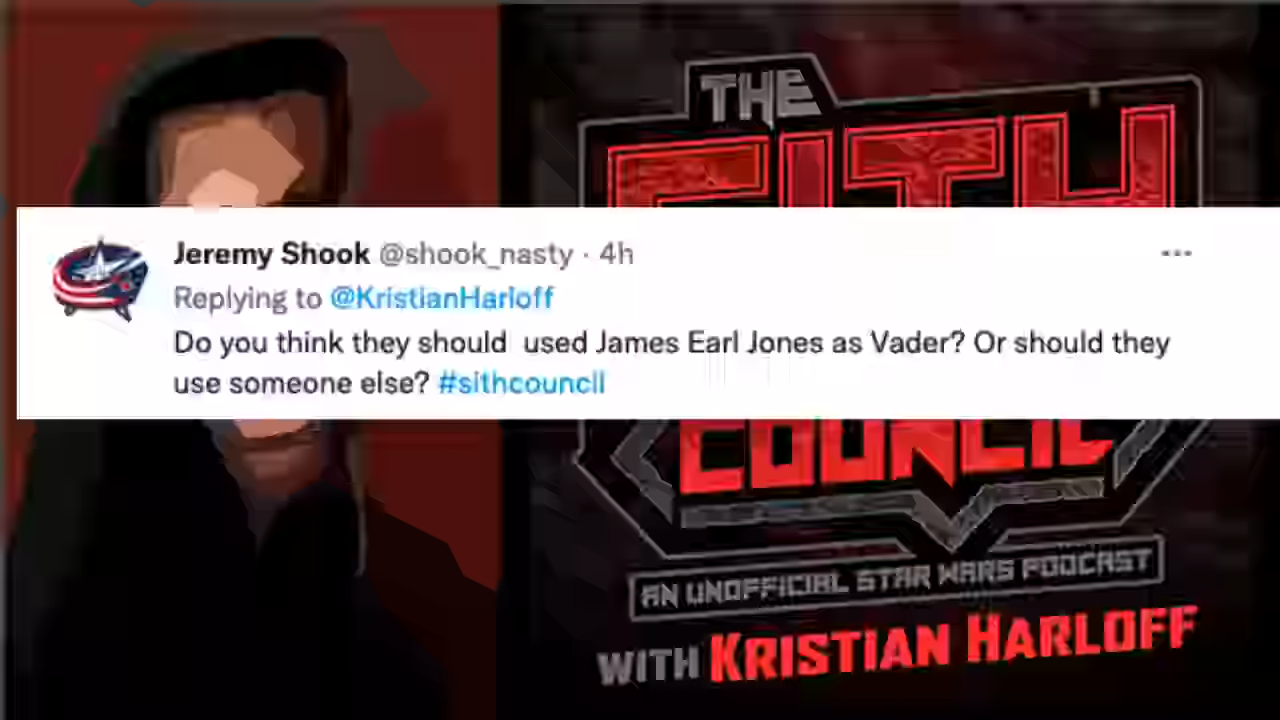 THE
SITH
Jeremy Shook @shook_nasty · 4h
Replying to @KristianHarloff
Do you think they should  used James Earl Jones as Vader? Or should they
use someone else? #sithcouncil
COUNCIL
AN UNOFFICIAL STAR WARS PODCAST
WITH KRISTIAN HARLOFF